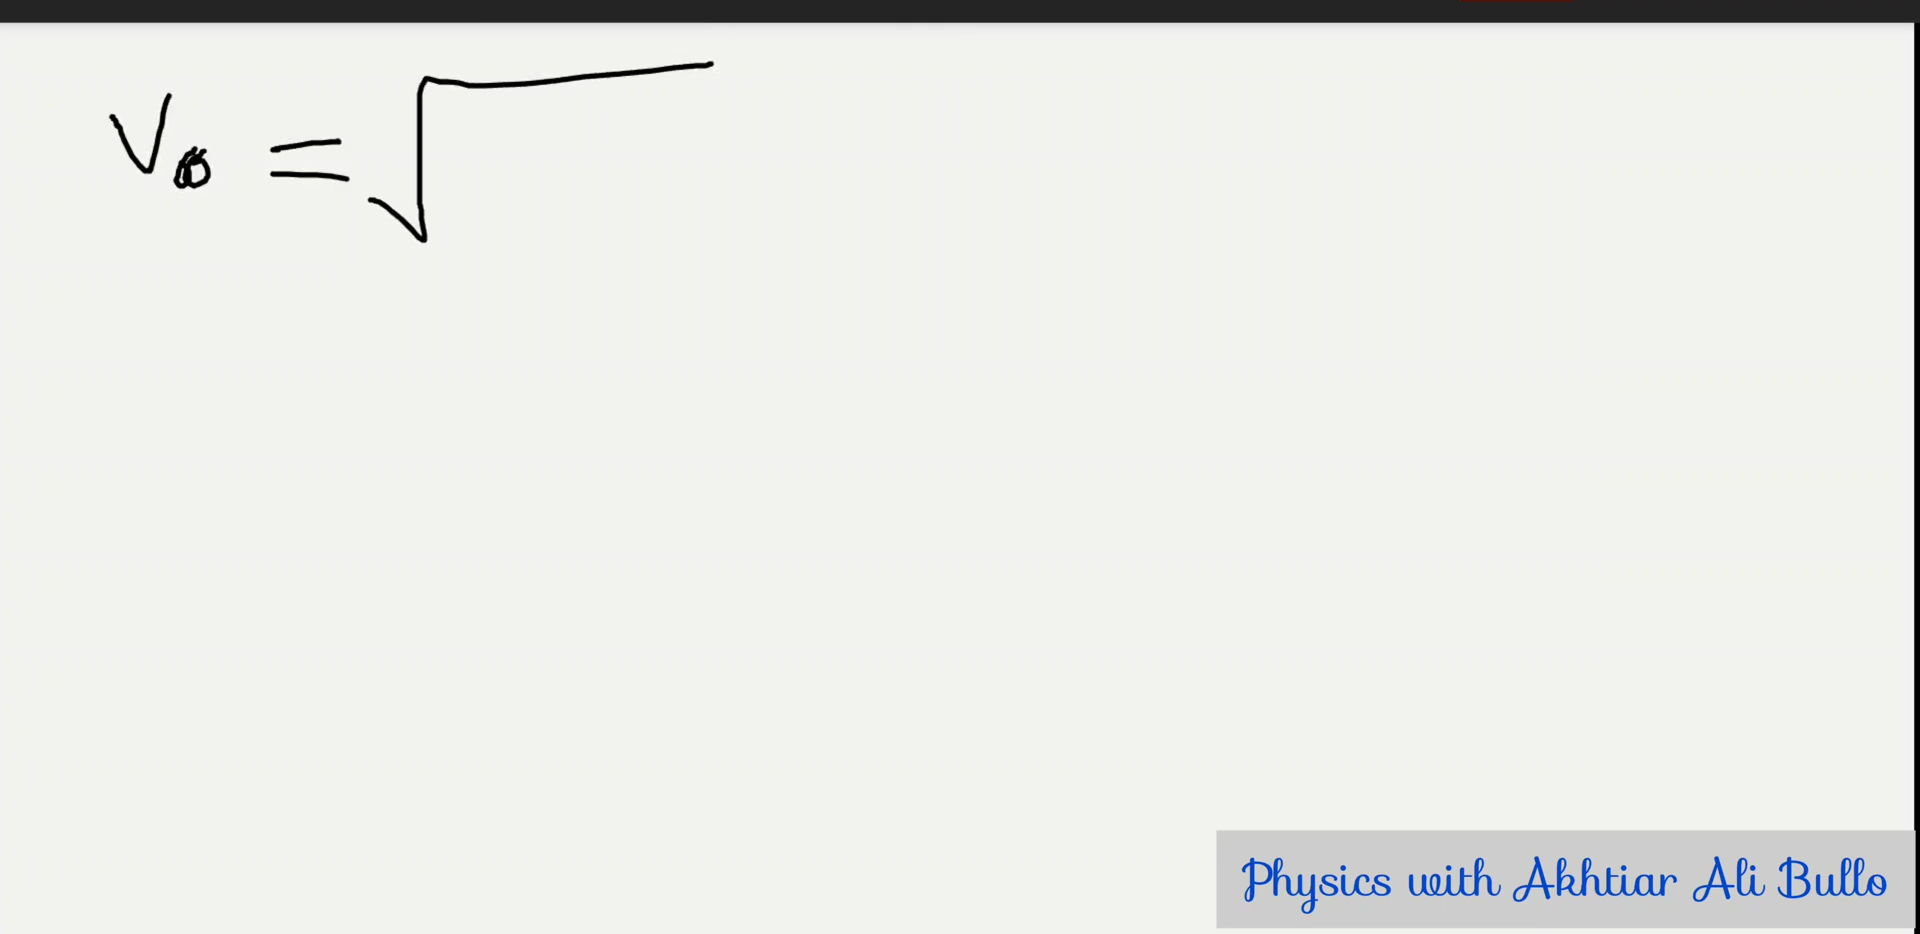 V₀ = √
Physics with Akhtiar Ali Bullo